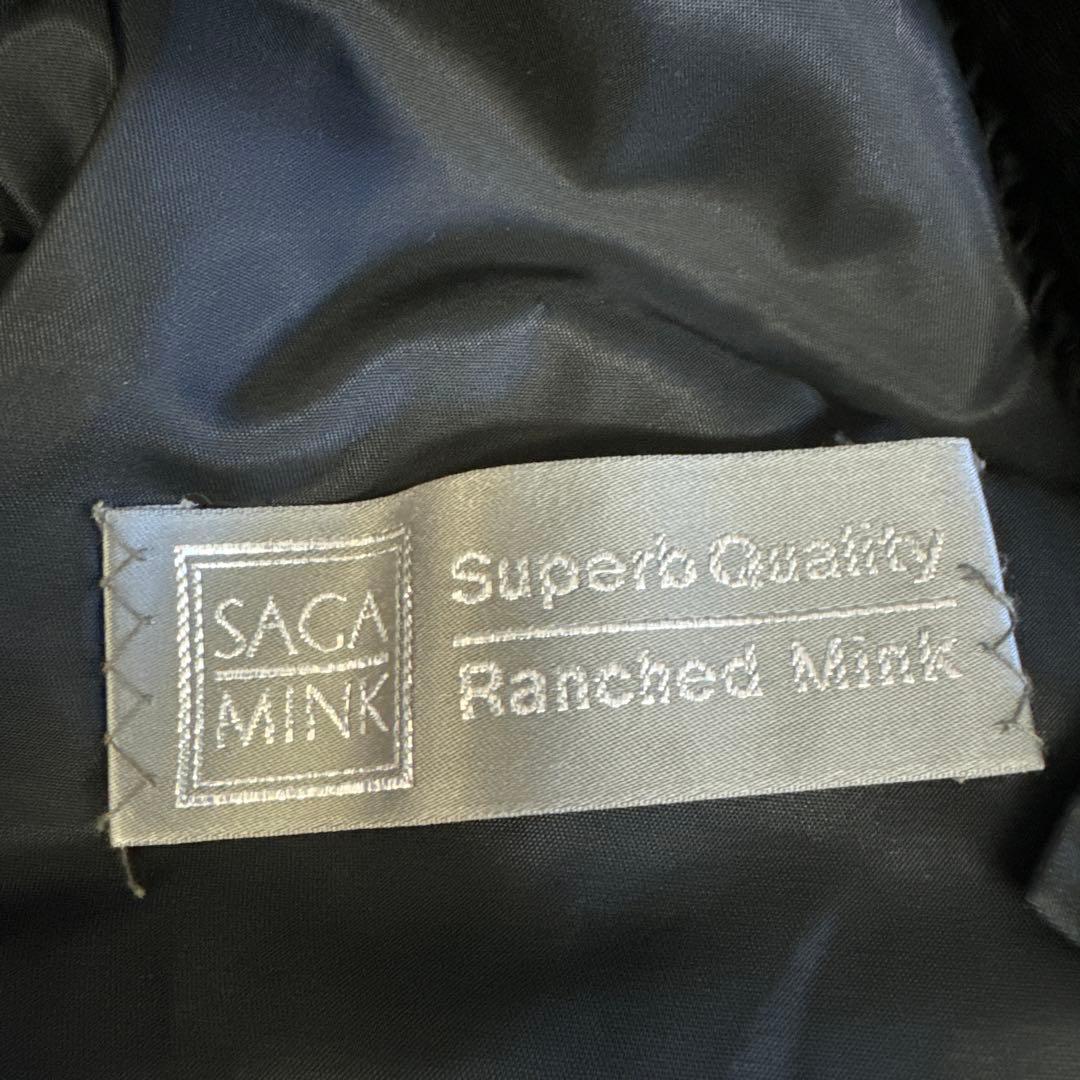 SAGA
MINK
Superb Quality
Ranched Mink